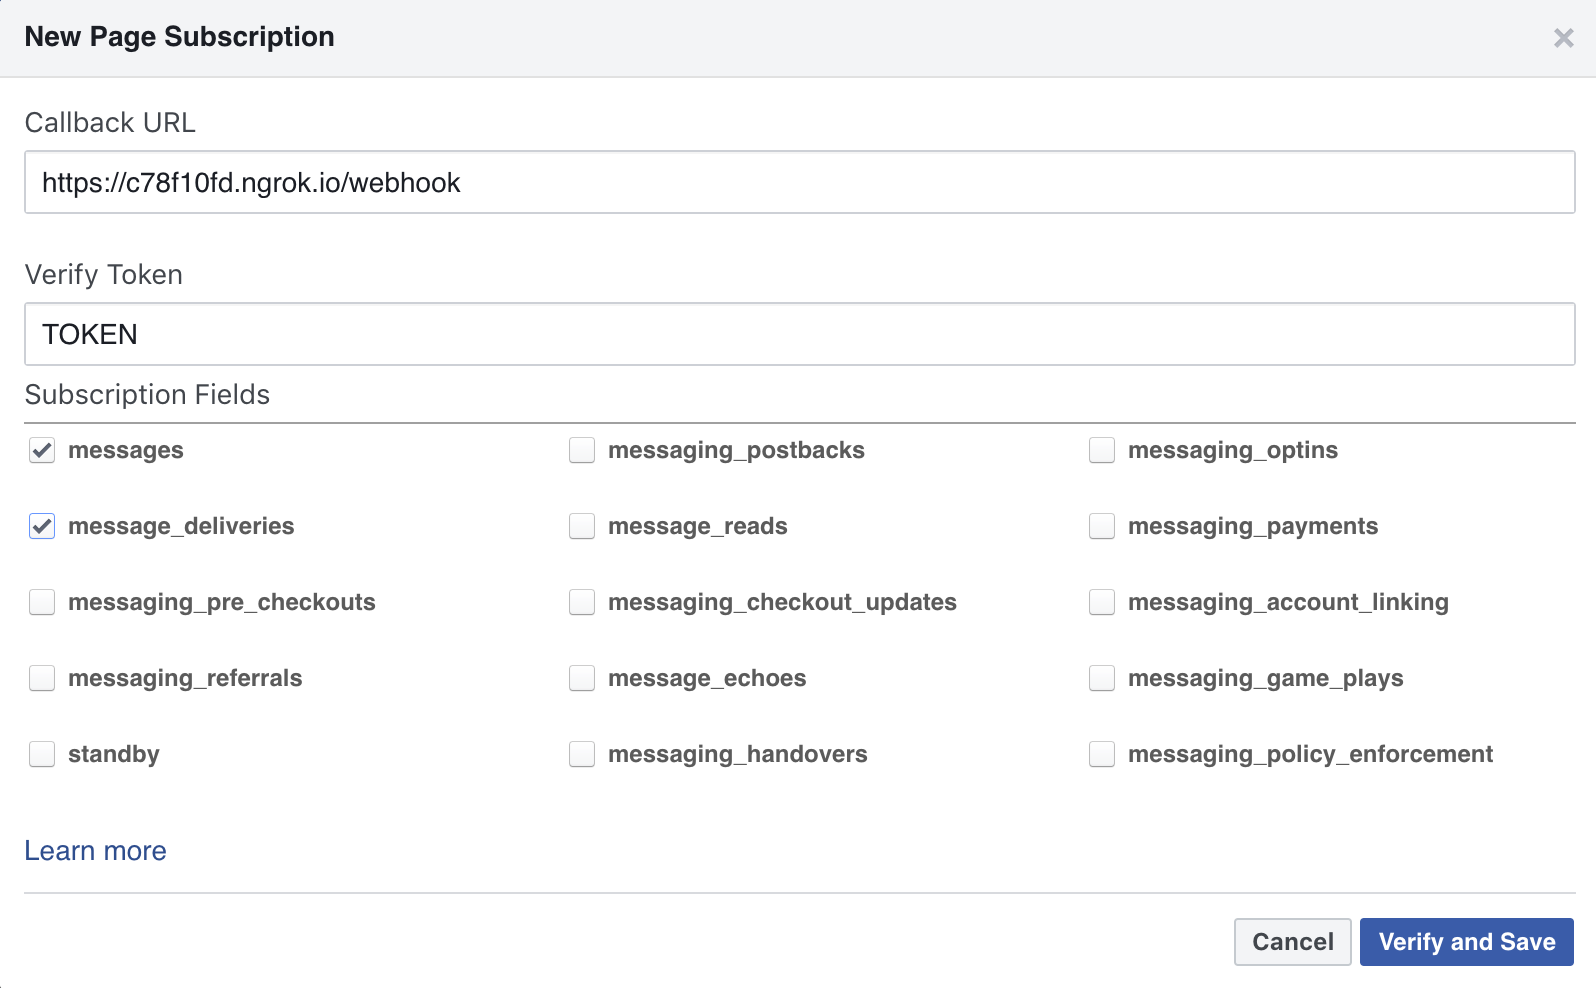 New Page Subscription
Callback URL
https://c78f10fd.ngrok.io/webhook
Verify Token
TOKEN
Subscription Fields
messages messaging_postbacks messaging_optins
message_deliveries message_reads messaging_payments
messaging_pre_checkouts messaging_checkout_updates messaging_account_linking
messaging_referrals message_echoes messaging_game_plays
standby messaging_handovers messaging_policy_enforcement
Learn more
Cancel Verify and Save